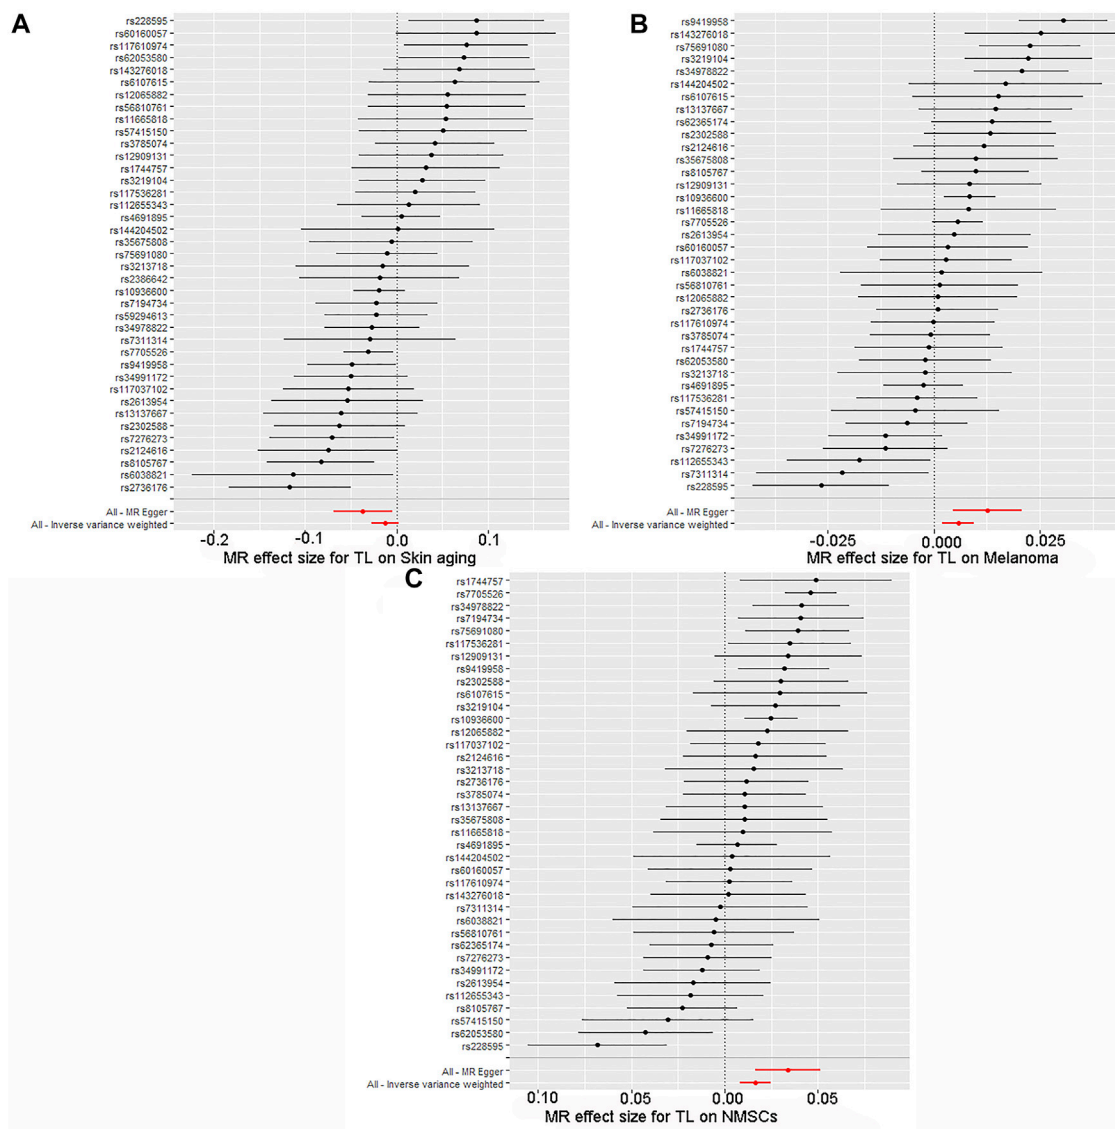 A
rs228595
rs60160057
rs117610974
rs62053580
rs143276018
rs6107615
rs12065882
rs56810761
rs11665818
rs57415150
rs3785074
rs12909131
rs1744757
rs3219104
rs117536281
rs112655343
rs4691895
rs144204502
rs35675808
rs75691080
rs3213718
rs2386642
rs10936600
rs7194734
rs59294613
rs34978822
rs7311314
rs7705526
rs9419958
rs34991172
rs117037102
rs2613954
rs13137667
rs2302588
rs7276273
rs2124616
rs8105767
rs6038821
rs2736176
All - MR Egger
All - Inverse variance weighted
-0.2 -0.1 0.0 0.1
MR effect size for TL on Skin aging
B
rs9419958
rs143276018
rs75691080
rs3219104
rs34978822
rs144204502
rs6107615
rs13137667
rs62365174
rs2302588
rs2124616
rs35675808
rs8105767
rs12909131
rs10936600
rs11665818
rs7705526
rs2613954
rs60160057
rs117037102
rs6038821
rs56810761
rs12065882
rs2736176
rs117610974
rs3785074
rs1744757
rs62053580
rs3213718
rs4691895
rs117536281
rs57415150
rs7194734
rs34991172
rs7276273
rs112655343
rs7311314
rs228595
All - MR Egger
All - Inverse variance weighted
-0.025 0.000 0.025
MR effect size for TL on Melanoma
C
rs1744757
rs7705526
rs34978822
rs7194734
rs75691080
rs117536281
rs12909131
rs9419958
rs2302588
rs6107615
rs3219104
rs10936600
rs12065882
rs117037102
rs2124616
rs3213718
rs2736176
rs3785074
rs13137667
rs35675808
rs11665818
rs4691895
rs144204502
rs60160057
rs117610974
rs143276018
rs7311314
rs6038821
rs56810761
rs62365174
rs7276273
rs34991172
rs2613954
rs112655343
rs8105767
rs57415150
rs62053580
rs228595
All - MR Egger
All - Inverse variance weighted
0.10 0.05 0.00 0.05
MR effect size for TL on NMSCs